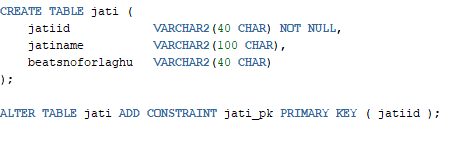 CREATE TABLE jati (
    jatiid            VARCHAR2(40 CHAR) NOT NULL,
    jatiname          VARCHAR2(100 CHAR),
    beatsnoforlaghu   VARCHAR2(40 CHAR)
);
ALTER TABLE jati ADD CONSTRAINT jati_pk PRIMARY KEY ( jatiid );